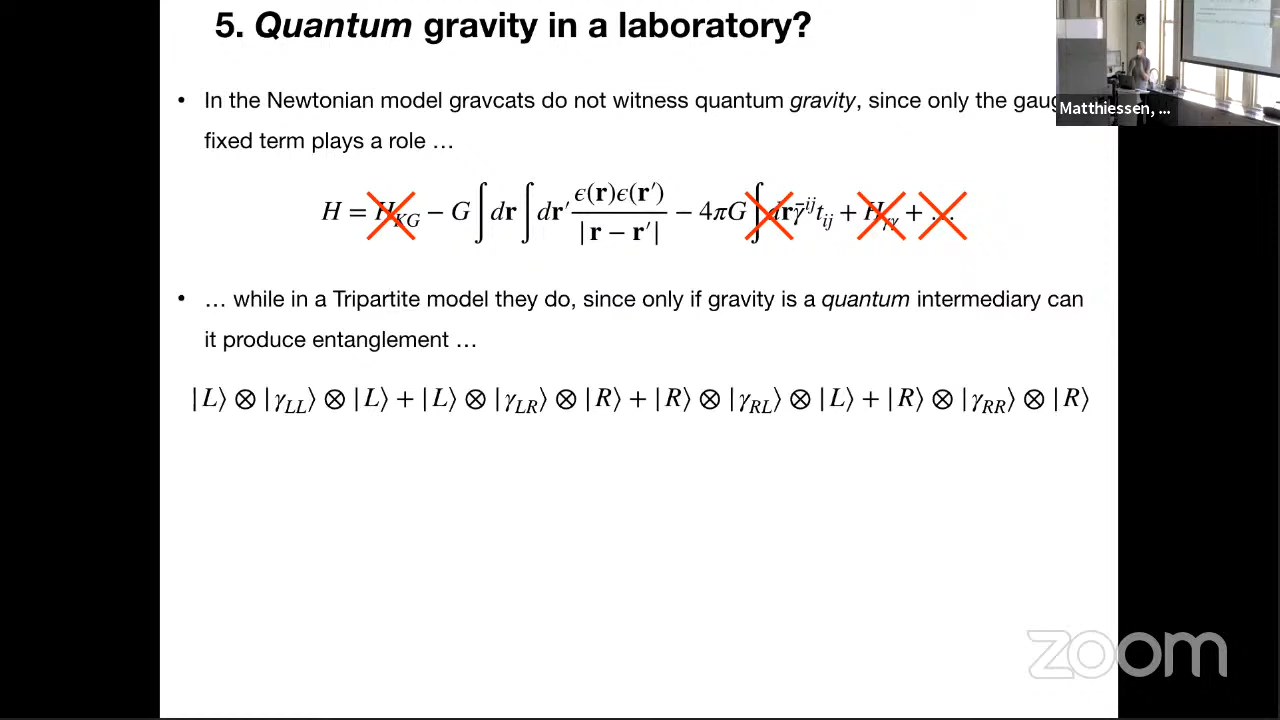 5. Quantum gravity in a laboratory?
• In the Newtonian model gravcats do not witness quantum gravity, since only the gaug
fixed term plays a role …
H = H_KG − G ∫ dr ∫ dr′ ϵ(r)ϵ(r′) / |r − r′| − 4πG ∫ dr γ̄^ij t_ij + H_γγ + …
• … while in a Tripartite model they do, since only if gravity is a quantum intermediary can
it produce entanglement …
|L⟩ ⊗ |γ_LL⟩ ⊗ |L⟩ + |L⟩ ⊗ |γ_LR⟩ ⊗ |R⟩ + |R⟩ ⊗ |γ_RL⟩ ⊗ |L⟩ + |R⟩ ⊗ |γ_RR⟩ ⊗ |R⟩
Matthiessen, ...
zoom